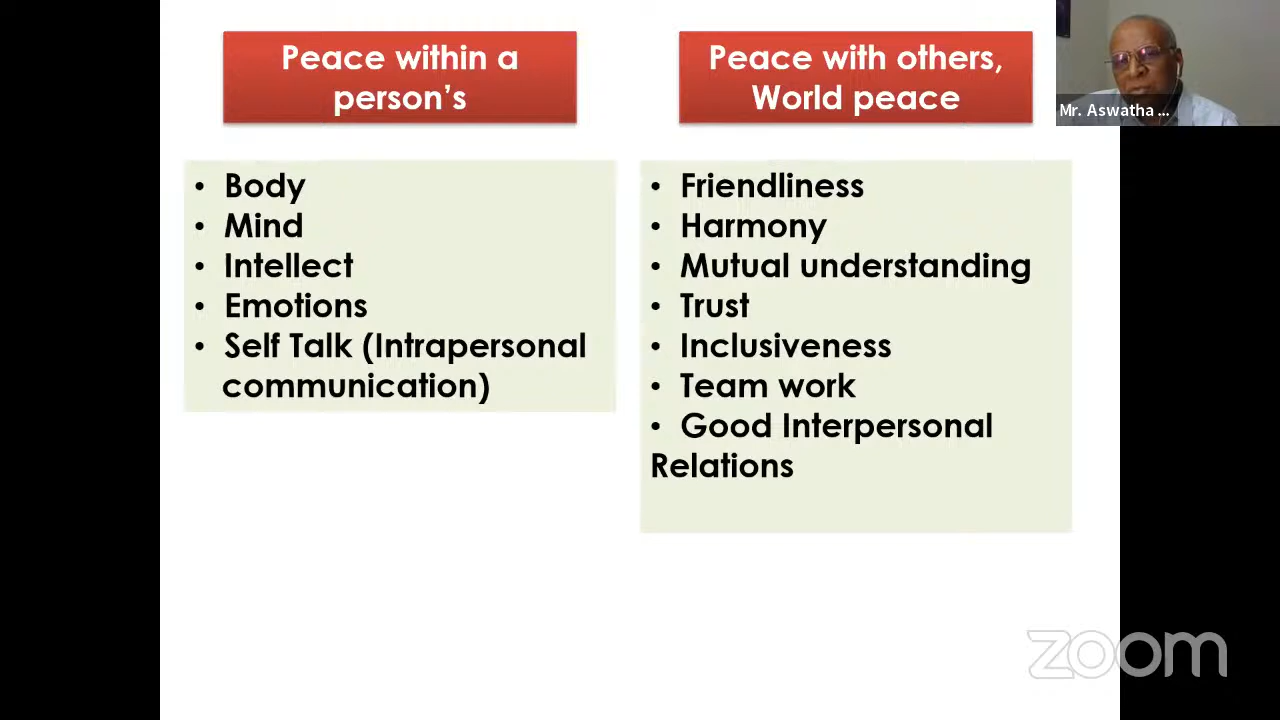 Peace within a
person's
Peace with others,
World peace
Mr. Aswatha ...
• Body
• Mind
• Intellect
• Emotions
• Self Talk (Intrapersonal
communication)
• Friendliness
• Harmony
• Mutual understanding
• Trust
• Inclusiveness
• Team work
• Good Interpersonal
Relations
zoom